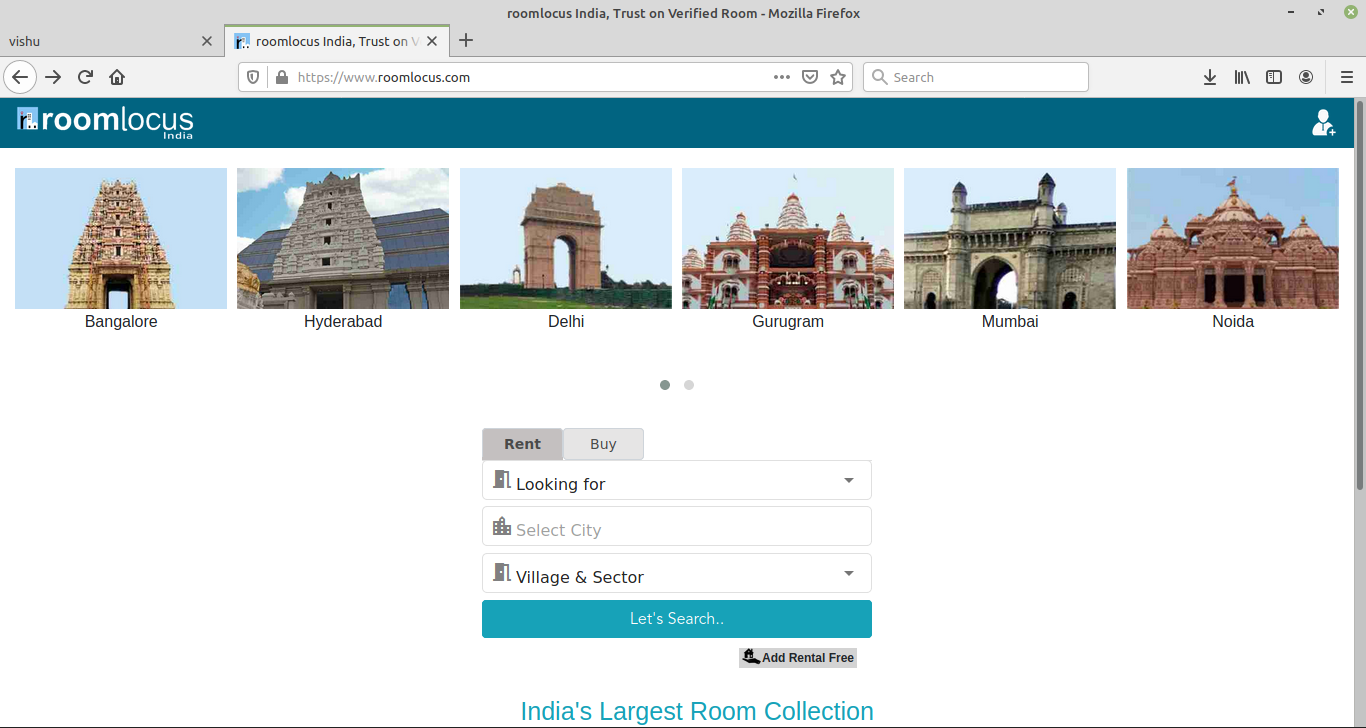 roomlocus India, Trust on Verified Room - Mozilla Firefox
vishu
roomlocus India, Trust on V
https://www.roomlocus.com
Search
roomlocus
India
Bangalore
Hyderabad
Delhi
Gurugram
Mumbai
Noida
Rent
Buy
Looking for
Select City
Village & Sector
Let's Search..
Add Rental Free
India's Largest Room Collection